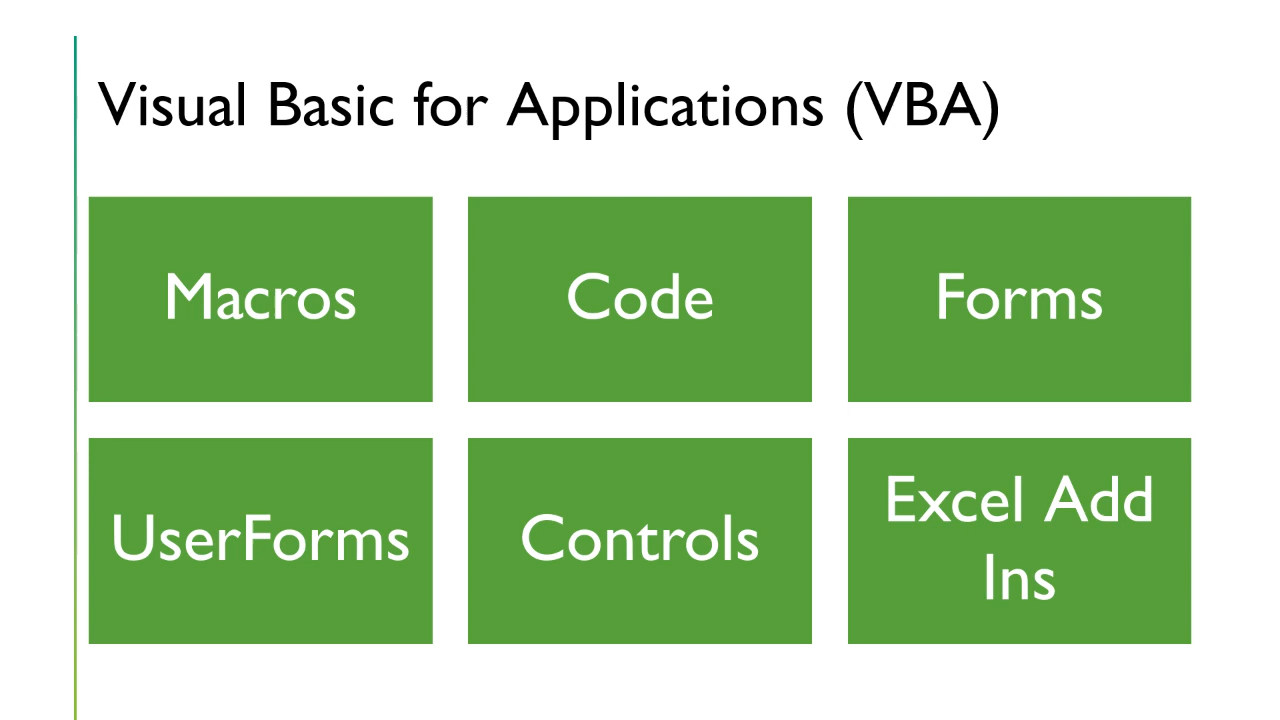 Visual Basic for Applications (VBA)
Macros
Code
Forms
UserForms
Controls
Excel Add
Ins